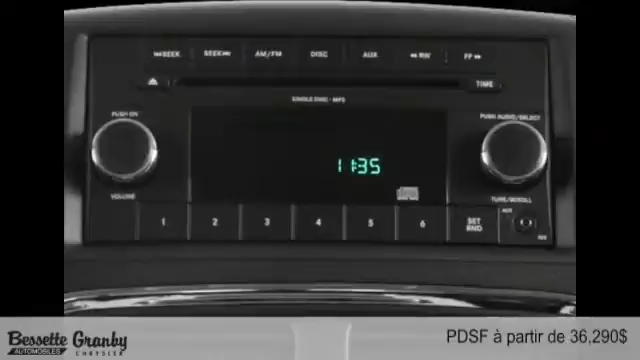 ⏮SEEK SEEK⏭ AM/FM DISC AUX ◀◀ RW FF ▶▶
TIME
SINGLE DISC - MP3
PUSH ON
PUSH AUDIO/SELECT
11:35
VOLUME
TUNE/SCROLL
1 2 3 4 5 6 SET RND
AUX
Bessette Granby
AUTOMOBILES CHRYSLER
PDSF à partir de 36,290$